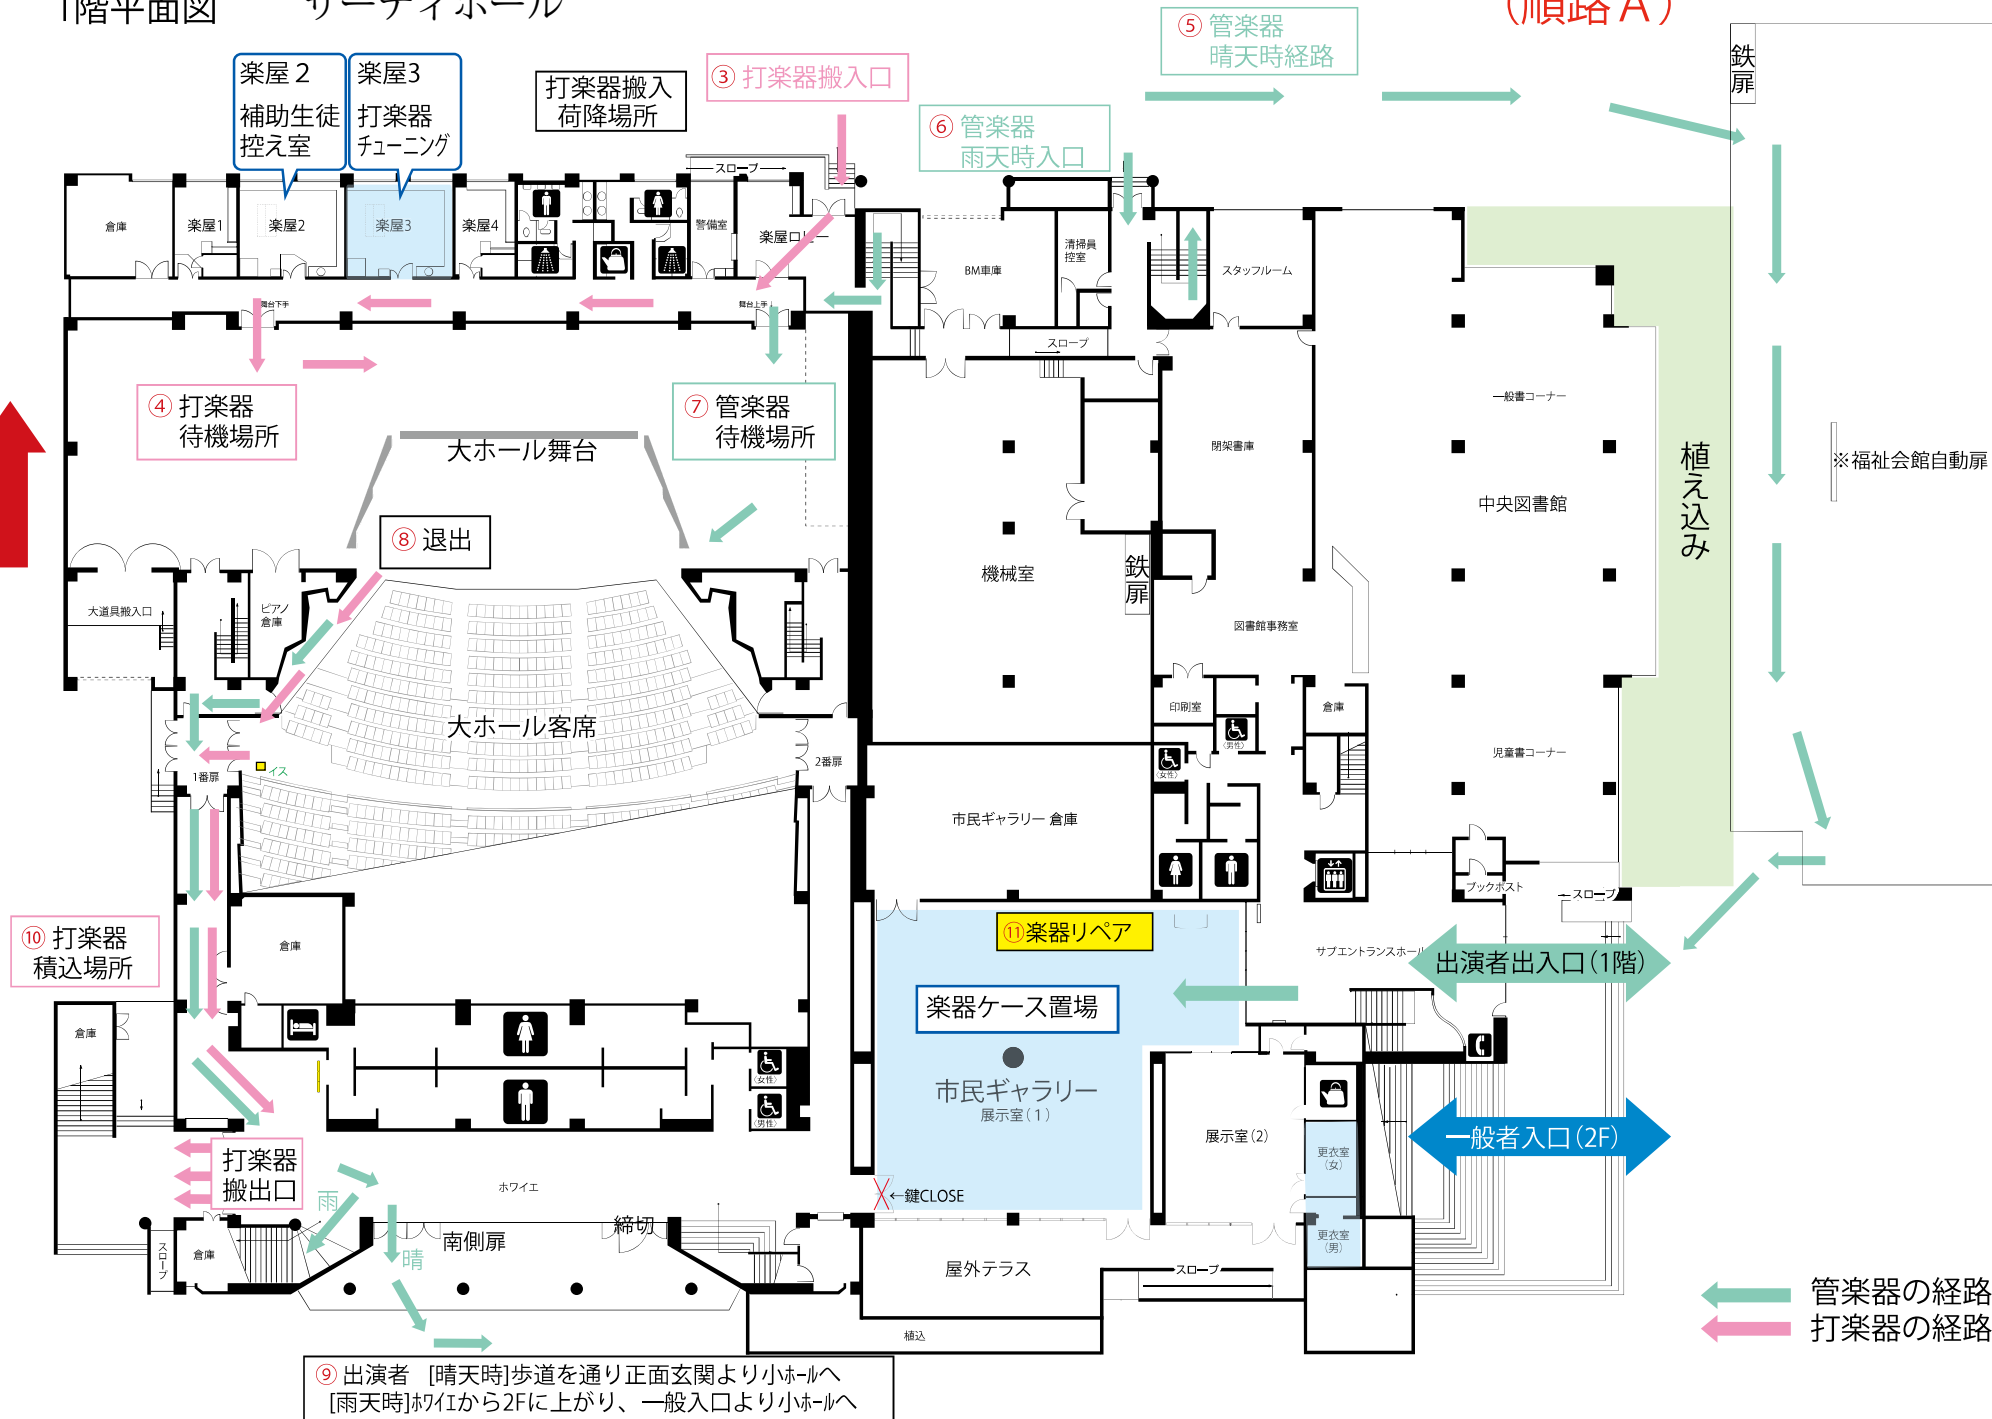 1階平面図
サーティホール
（順路A）
⑤ 管楽器
晴天時経路
鉄扉
楽屋２
補助生徒
控え室
楽屋3
打楽器
チューニング
打楽器搬入
荷降場所
③ 打楽器搬入口
⑥ 管楽器
雨天時入口
スロープ
倉庫
楽屋1
楽屋2
楽屋3
楽屋4
警備室
楽屋ロビー
BM車庫
清掃員
控室
スタッフルーム
舞台下手
舞台上手
スロープ
④ 打楽器
待機場所
⑦ 管楽器
待機場所
大ホール舞台
一般書コーナー
閉架書庫
中央図書館
植え込み
※福祉会館自動扉
⑧ 退出
機械室
鉄扉
大道具搬入口
ピアノ
倉庫
図書館事務室
印刷室
倉庫
大ホール客席
(男性)
(女性)
児童書コーナー
1番扉
イス
2番扉
市民ギャラリー 倉庫
ブックポスト
スロープ
⑩ 打楽器
積込場所
倉庫
⑪楽器リペア
サブエントランスホール
出演者出入口(1階)
楽器ケース置場
倉庫
(女性)
(男性)
市民ギャラリー
展示室(1)
展示室(2)
更衣室
(女)
一般者入口(2F)
打楽器
搬出口
雨
ホワイエ
←鍵CLOSE
締切
南側扉
晴
倉庫
スロープ
更衣室
(男)
屋外テラス
スロープ
植込
管楽器の経路
打楽器の経路
⑨ 出演者 [晴天時]歩道を通り正面玄関より小ﾎｰﾙへ
[雨天時]ﾎﾜｲｴから2Fに上がり、一般入口より小ﾎｰﾙへ